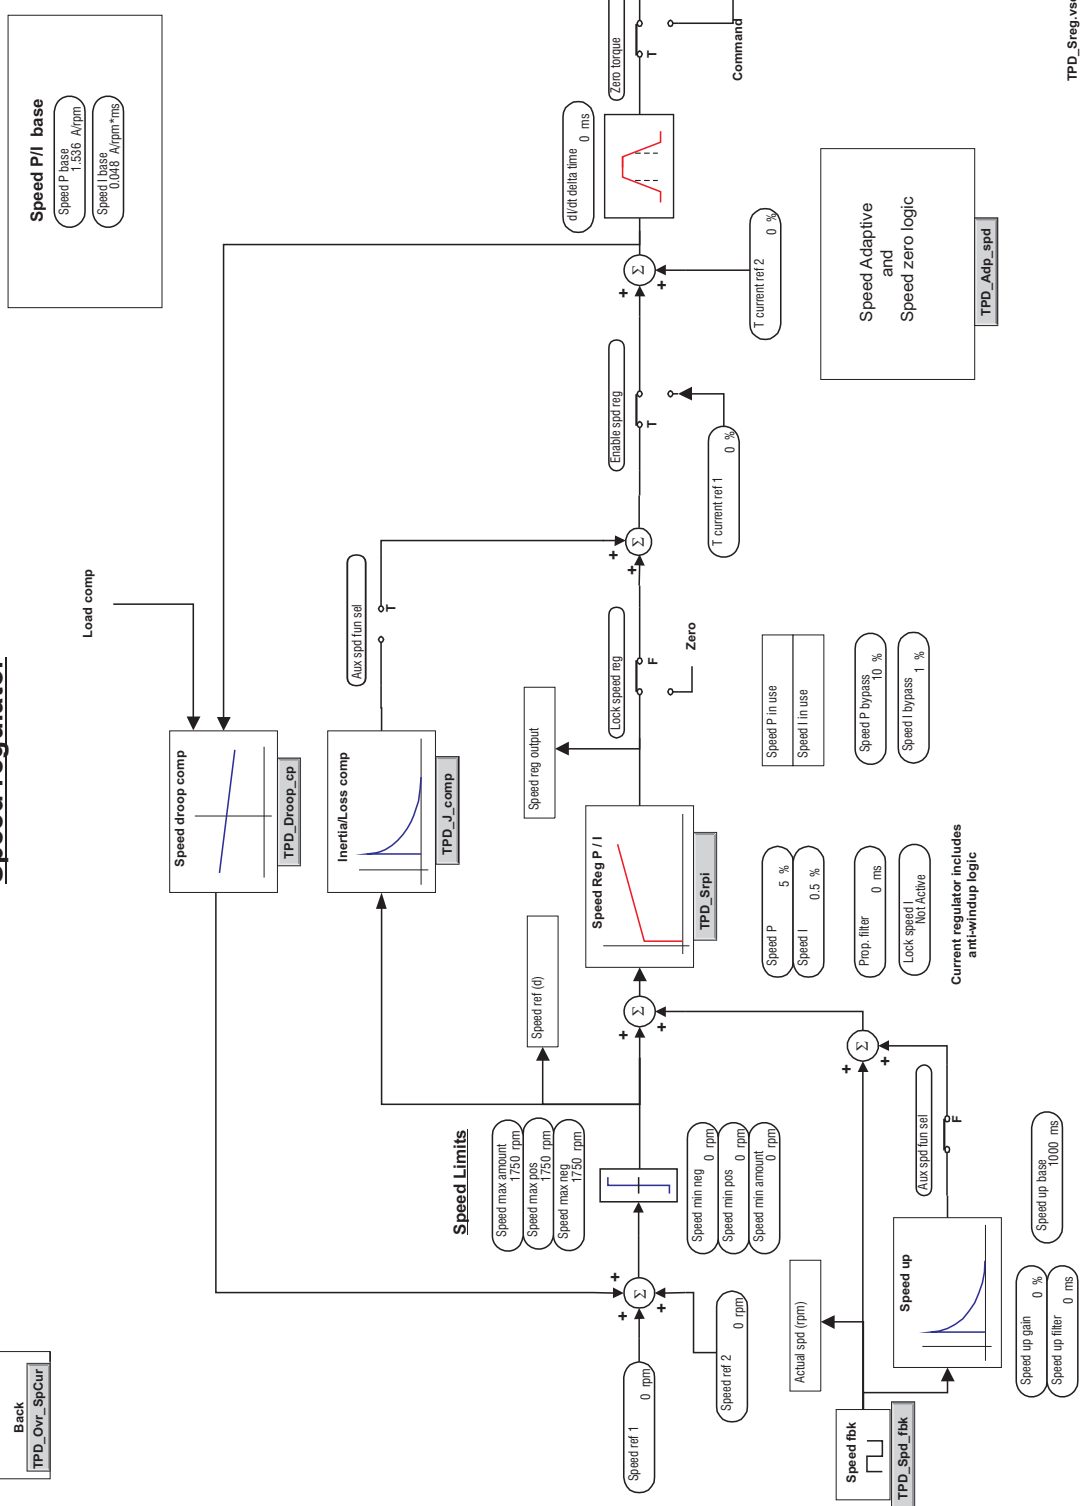 Back
TPD_Ovr_SpCur
Speed regulator
Speed P/I base
Speed P base
1.536 A/rpm
Speed I base
0.048 A/rpm*ms
Load comp
Speed droop comp
TPD_Droop_cp
Inertia/Loss comp
TPD_J_comp
Aux spd fun sel
T
Speed Limits
Speed max amount
1750 rpm
Speed max pos
1750 rpm
Speed max neg
1750 rpm
Speed ref (d)
Speed reg output
Speed ref 1
0 rpm
Speed ref 2
0 rpm
+
+
+
Σ
Speed min neg
0 rpm
Speed min pos
0 rpm
Speed min amount
0 rpm
+
+
Σ
Speed Reg P / I
TPD_Srpi
Lock speed reg
F
Zero
+
+
Σ
Enable spd reg
T
T current ref 1
0 %
+
+
Σ
T current ref 2
0 %
dI/dt delta time
0 ms
Zero torque
T
Command
Actual spd (rpm)
Speed P
5 %
Speed I
0.5 %
Prop. filter
0 ms
Lock speed I
Not Active
Speed P in use
Speed I in use
Speed P bypass
10 %
Speed I bypass
1 %
Current regulator includes
anti-windup logic
Speed Adaptive
and
Speed zero logic
TPD_Adp_spd
Speed fbk
TPD_Spd_fbk
Speed up
+
+
Σ
Aux spd fun sel
F
Speed up gain
0 %
Speed up filter
0 ms
Speed up base
1000 ms
TPD_Sreg.vsd